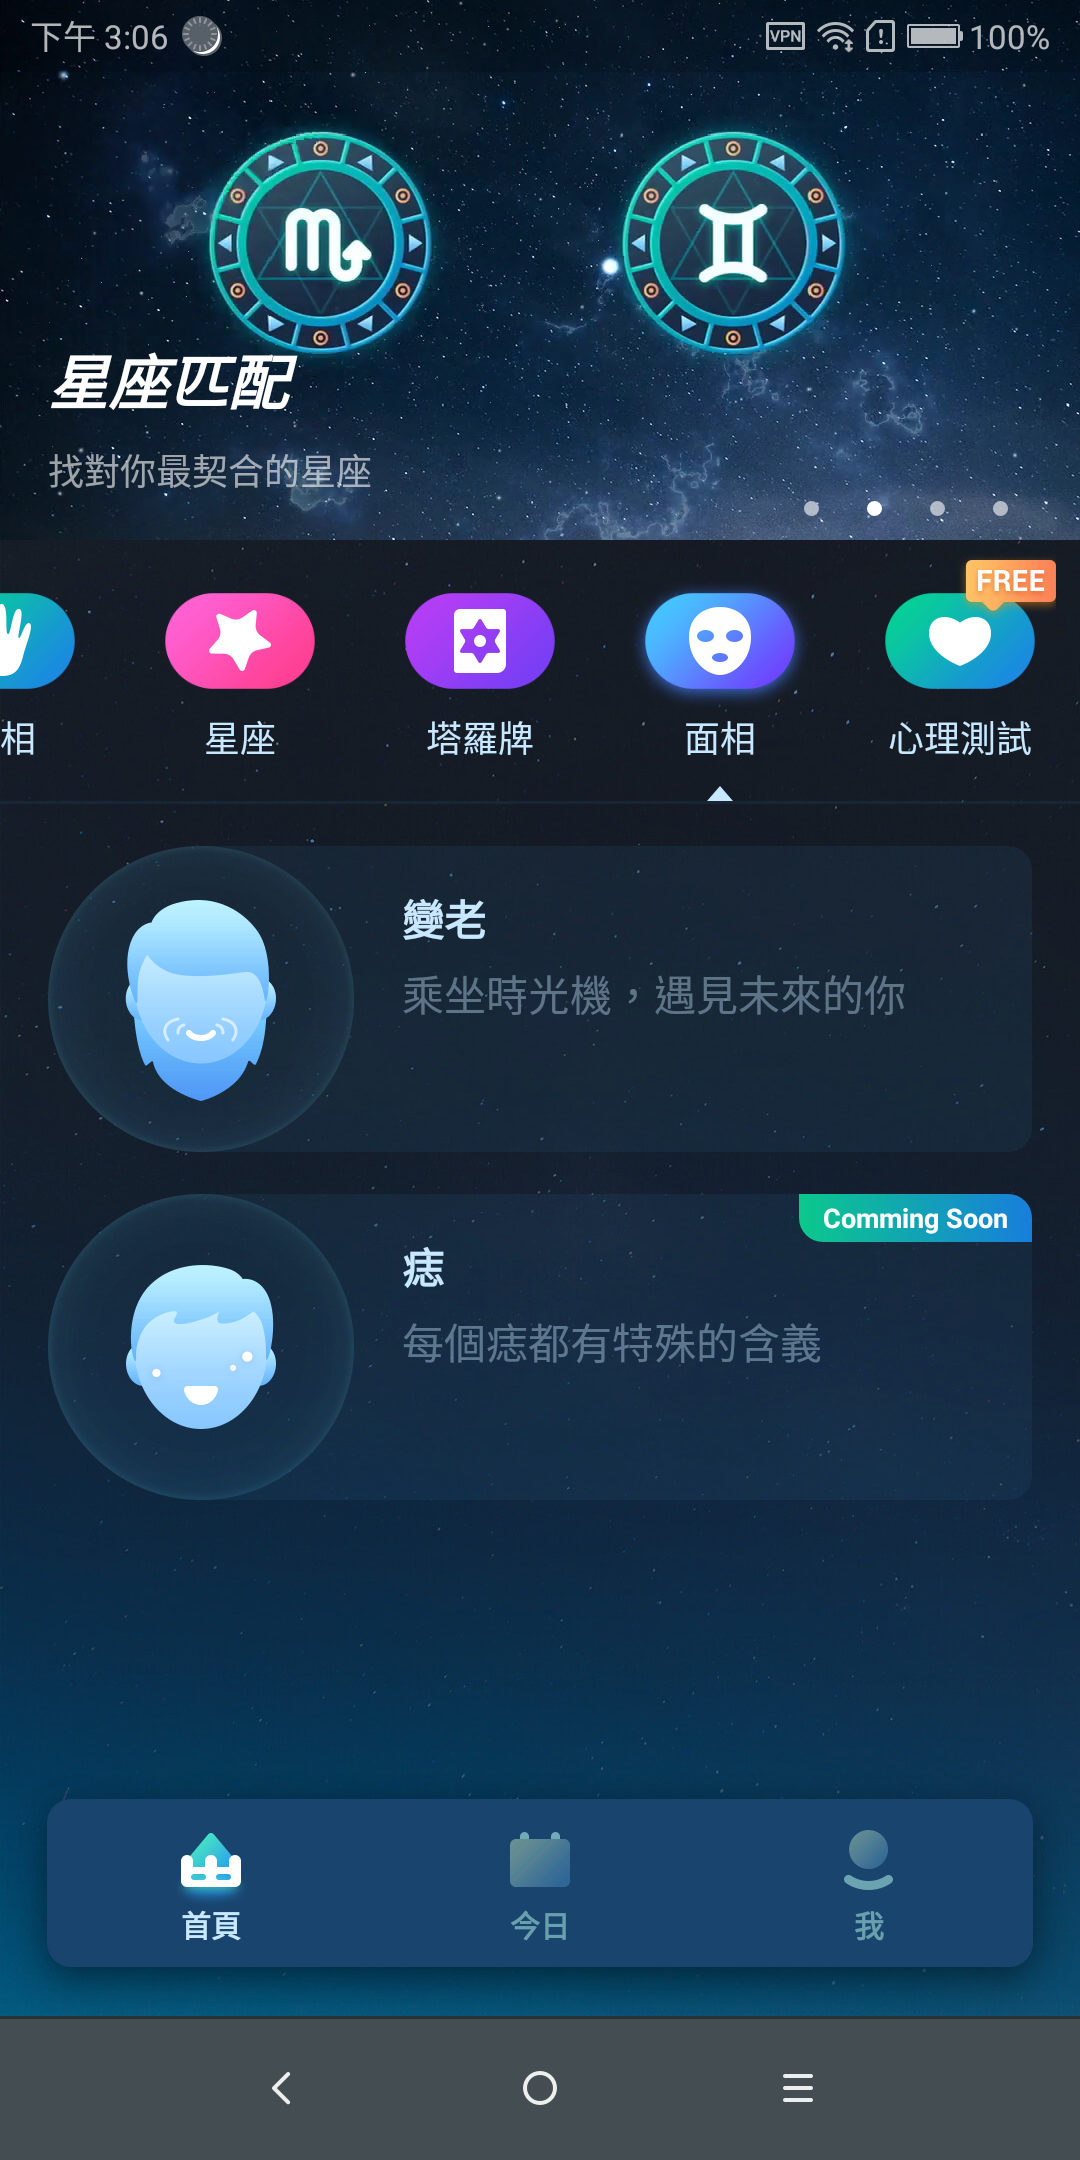 下午 3:06
VPN
100%
星座匹配
找對你最契合的星座
FREE
相
星座
塔羅牌
面相
心理測試
變老
乘坐時光機，遇見未來的你
Comming Soon
痣
每個痣都有特殊的含義
首頁
今日
我